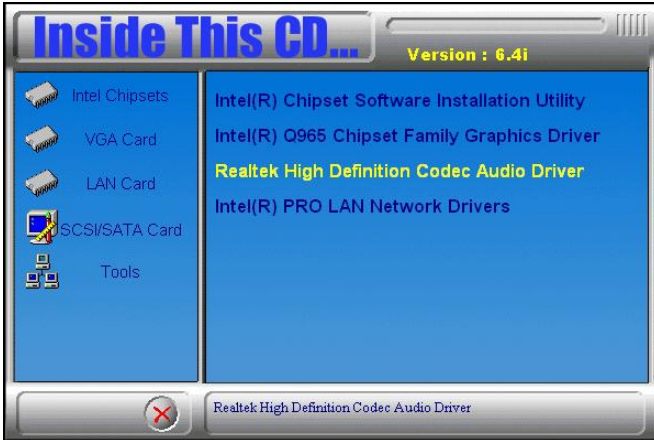 Inside This CD...
Version : 6.4i
Intel Chipsets
VGA Card
LAN Card
SCSI/SATA Card
Tools
Intel(R) Chipset Software Installation Utility
Intel(R) Q965 Chipset Family Graphics Driver
Realtek High Definition Codec Audio Driver
Intel(R) PRO LAN Network Drivers
Realtek High Definition Codec Audio Driver